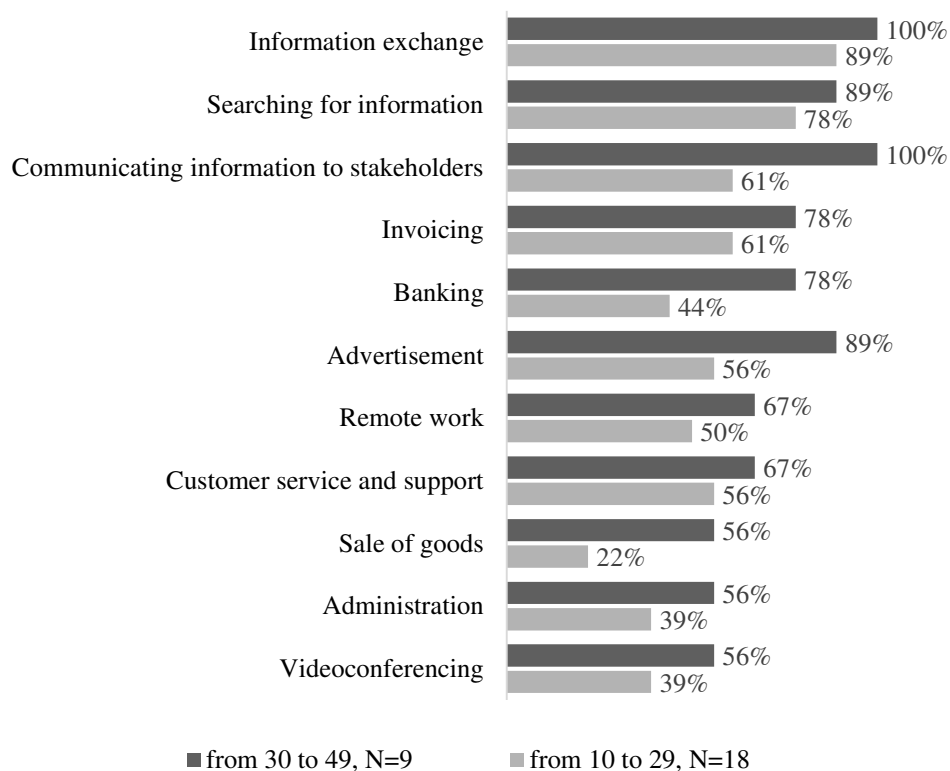 Information exchange
100%
89%
Searching for information
89%
78%
Communicating information to stakeholders
100%
61%
Invoicing
78%
61%
Banking
78%
44%
Advertisement
89%
56%
Remote work
67%
50%
Customer service and support
67%
56%
Sale of goods
56%
22%
Administration
56%
39%
Videoconferencing
56%
39%
from 30 to 49, N=9
from 10 to 29, N=18